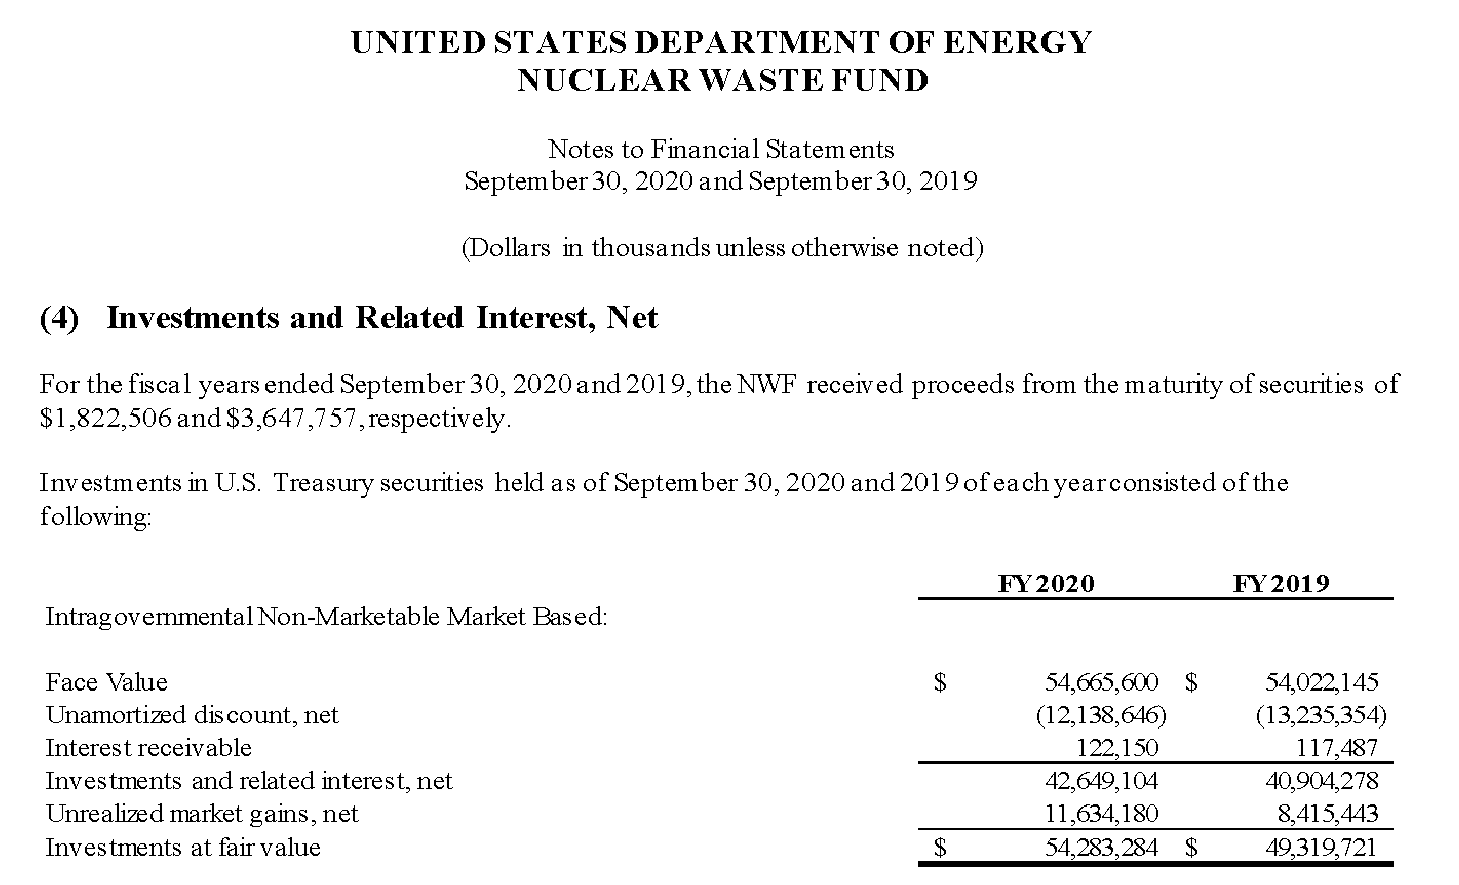 UNITED STATES DEPARTMENT OF ENERGY
NUCLEAR WASTE FUND
Notes to Financial Statements
September 30, 2020 and September 30, 2019
(Dollars in thousands unless otherwise noted)
(4) Investments and Related Interest, Net
For the fiscal years ended September 30, 2020 and 2019, the NWF received proceeds from the maturity of securities of
$1,822,506 and $3,647,757, respectively.
Investments in U.S. Treasury securities held as of September 30, 2020 and 2019 of each year consisted of the
following:
FY 2020 FY 2019
Intragovernmental Non-Marketable Market Based:
Face Value $ 54,665,600 $ 54,022,145
Unamortized discount, net (12,138,646) (13,235,354)
Interest receivable 122,150 117,487
Investments and related interest, net 42,649,104 40,904,278
Unrealized market gains, net 11,634,180 8,415,443
Investments at fair value $ 54,283,284 $ 49,319,721